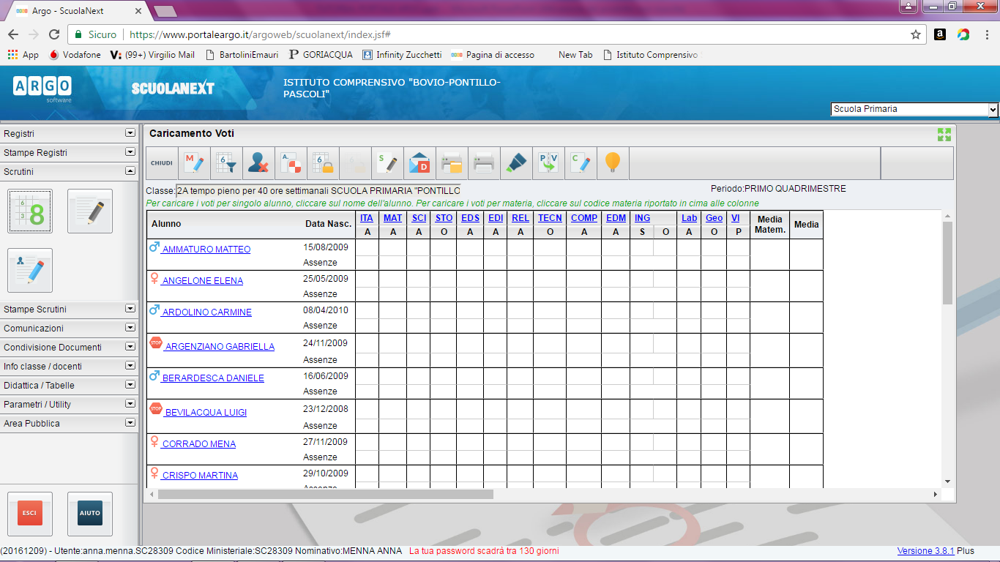 Argo - ScuolaNext
Sicuro https://www.portaleargo.it/argoweb/scuolanext/index.jsf#
App Vodafone (99+) Virgilio Mail BartoliniEmauri GORIACQUA Infinity Zucchetti Pagina di accesso New Tab Istituto Comprensivo
ARGO software SCUOLANEXT ISTITUTO COMPRENSIVO "BOVIO-PONTILLO-
PASCOLI"
Scuola Primaria
Registri
Stampe Registri
Scrutini
6 3 8
Stampe Scrutini
Comunicazioni
Condivisione Documenti
Info classe / docenti
Didattica / Tabelle
Parametri / Utility
Area Pubblica
ESCI AIUTO
Caricamento Voti
CHIUDI M 6 A. 6 S D P V C
Classe: 2A tempo pieno per 40 ore settimanali SCUOLA PRIMARIA "PONTILLO Periodo:PRIMO QUADRIMESTRE
Per caricare i voti per singolo alunno, cliccare sul nome dell'alunno. Per caricare i voti per materia, cliccare sul codice materia riportato in cima alle colonne
Alunno Data Nasc. ITA MAT SCI STO EDS EDI REL TECN COMP EDM ING Lab Geo VI Media Matem. Media
A A A O A A A O A A S O A O P
AMMATURO MATTEO 15/08/2009
Assenze
ANGELONE ELENA 25/05/2009
Assenze
ARDOLINO CARMINE 08/04/2010
Assenze
STOP ARGENZIANO GABRIELLA 24/11/2009
Assenze
BERARDESCA DANIELE 16/06/2009
Assenze
STOP BEVILACQUA LUIGI 23/12/2008
Assenze
CORRADO MENA 27/11/2009
Assenze
CRISPO MARTINA 29/10/2009
Assenze
(20161209) - Utente:anna.menna.SC28309 Codice Ministeriale:SC28309 Nominativo:MENNA ANNA La tua password scadrà tra 130 giorni Versione 3.8.1 Plus